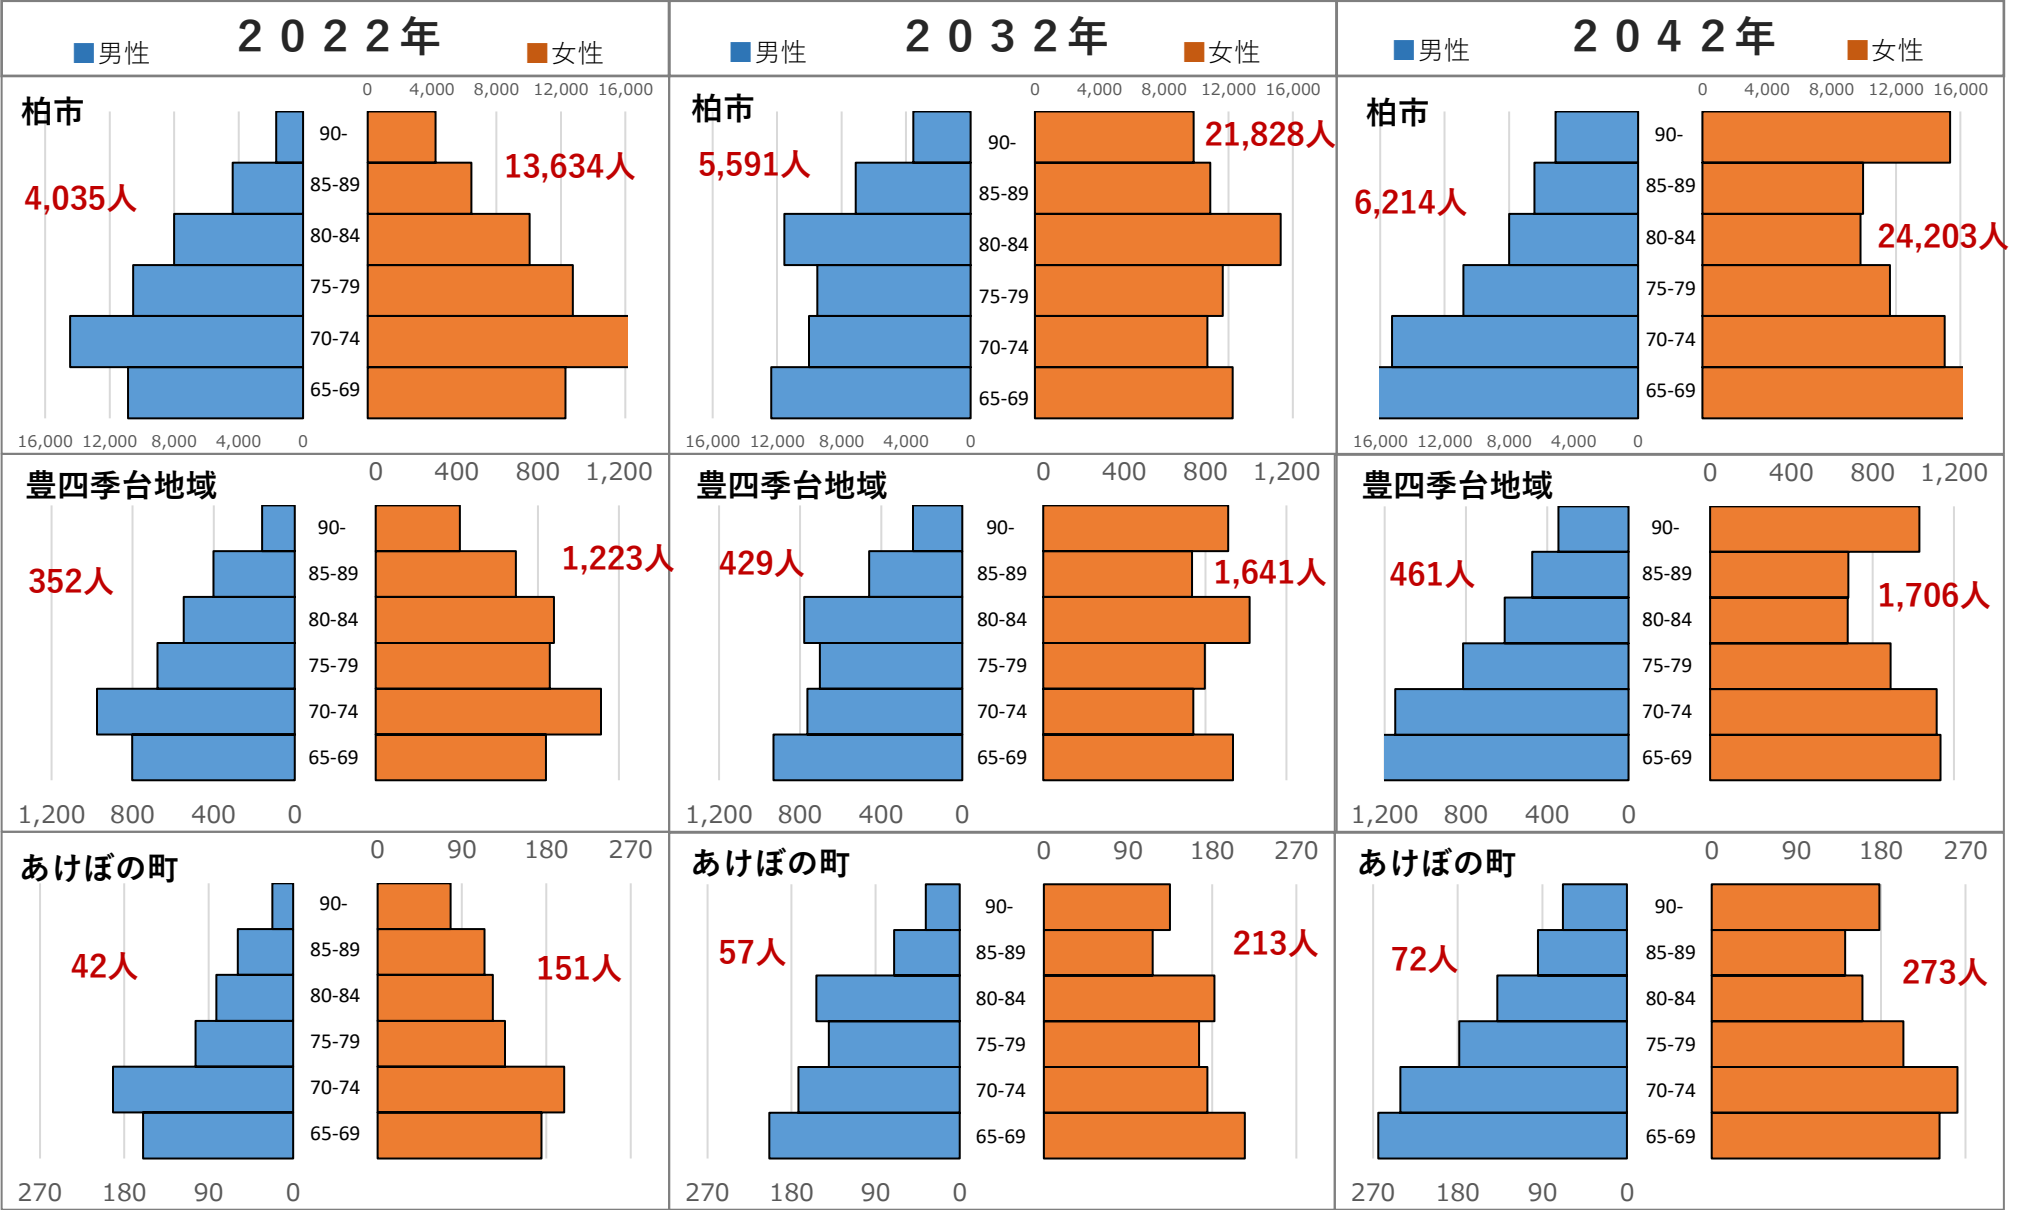 ２０２２年
男性
女性
２０３２年
男性
女性
２０４２年
男性
女性
柏市
0 4,000 8,000 12,000 16,000
4,035人
13,634人
90-
85-89
80-84
75-79
70-74
65-69
16,000 12,000 8,000 4,000 0
柏市
0 4,000 8,000 12,000 16,000
5,591人
21,828人
90-
85-89
80-84
75-79
70-74
65-69
16,000 12,000 8,000 4,000 0
柏市
0 4,000 8,000 12,000 16,000
6,214人
24,203人
90-
85-89
80-84
75-79
70-74
65-69
16,000 12,000 8,000 4,000 0
豊四季台地域
0 400 800 1,200
352人
1,223人
90-
85-89
80-84
75-79
70-74
65-69
1,200 800 400 0
豊四季台地域
0 400 800 1,200
429人
1,641人
90-
85-89
80-84
75-79
70-74
65-69
1,200 800 400 0
豊四季台地域
0 400 800 1,200
461人
1,706人
90-
85-89
80-84
75-79
70-74
65-69
1,200 800 400 0
あけぼの町
0 90 180 270
42人
151人
90-
85-89
80-84
75-79
70-74
65-69
270 180 90 0
あけぼの町
0 90 180 270
57人
213人
90-
85-89
80-84
75-79
70-74
65-69
270 180 90 0
あけぼの町
0 90 180 270
72人
273人
90-
85-89
80-84
75-79
70-74
65-69
270 180 90 0